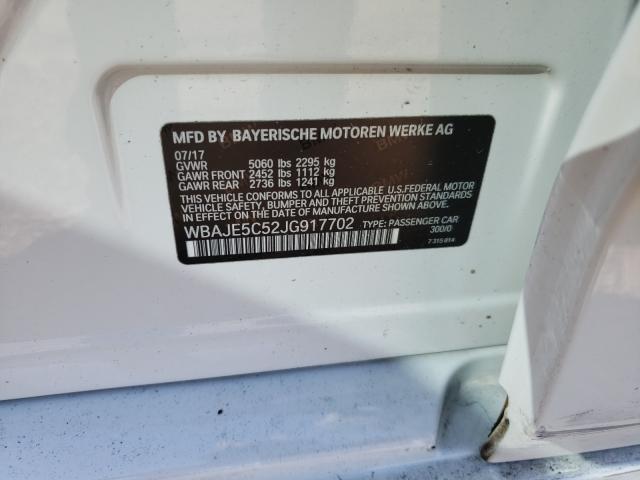 MFD BY BAYERISCHE MOTOREN WERKE AG
07/17
GVWR 5060 lbs 2295 kg
GAWR FRONT 2452 lbs 1112 kg
GAWR REAR 2736 lbs 1241 kg
THIS VEHICLE CONFORMS TO ALL APPLICABLE U.S.FEDERAL MOTOR
VEHICLE SAFETY, BUMPER AND THEFT PREVENTION STANDARDS
IN EFFECT ON THE DATE OF MANUFACTURE SHOWN ABOVE.
WBAJE5C52JG917702 TYPE: PASSENGER CAR
300/0
7315814